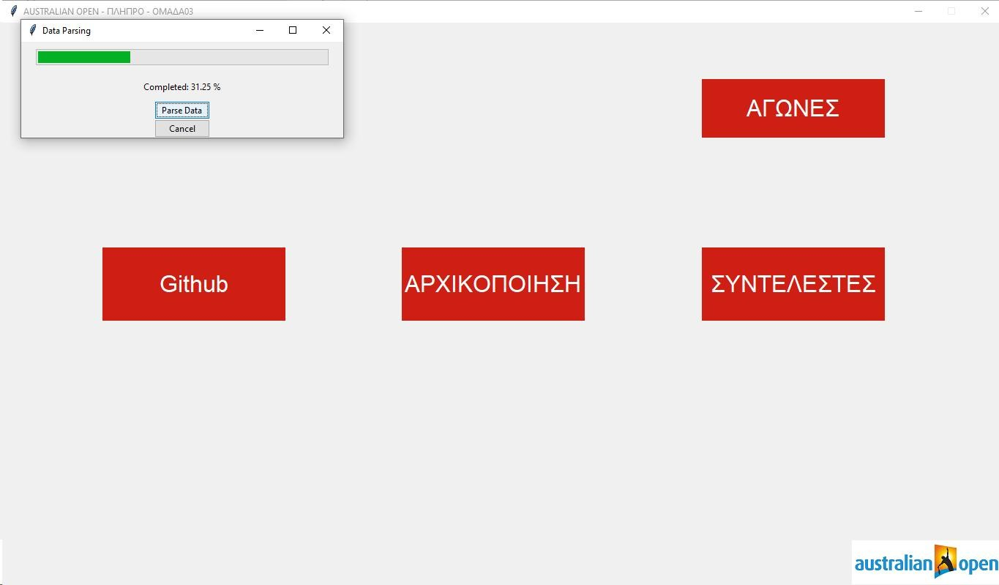 AUSTRALIAN OPEN - ΠΛΗΠΡΟ - ΟΜΑΔΑ03
Data Parsing
Completed: 31.25 %
Parse Data
Cancel
ΑΓΩΝΕΣ
Github
ΑΡΧΙΚΟΠΟΙΗΣΗ
ΣΥΝΤΕΛΕΣΤΕΣ
australian open